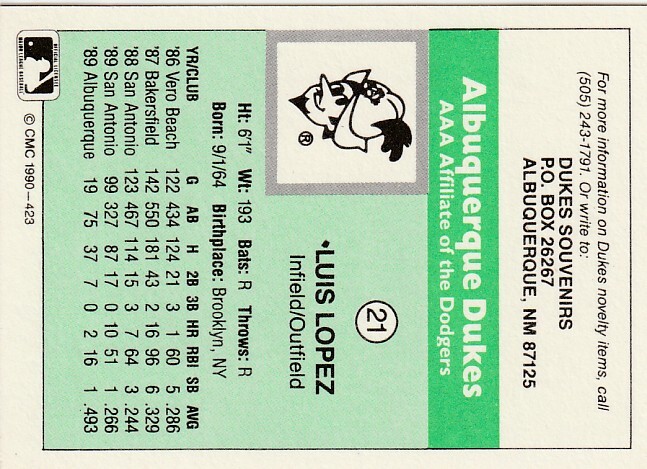 For more information on Dukes novelty items, call
(505) 243-1791. Or write to:
DUKES SOUVENIRS
P.O. BOX 26267
ALBUQUERQUE, NM 87125
Albuquerque Dukes
AAA Affiliate of the Dodgers
®
21
•LUIS LOPEZ
Infield/Outfield
Ht: 6'1" Wt: 193 Bats: R Throws: R
Born: 9/1/64 Birthplace: Brooklyn, NY
YR/CLUB G AB H 2B 3B HR RBI SB AVG
'86 Vero Beach 122 434 124 21 3 1 60 5 .286
'87 Bakersfield 142 550 181 43 2 16 96 6 .329
'88 San Antonio 123 467 114 15 3 7 64 3 .244
'89 San Antonio 99 327 87 17 0 10 51 1 .266
'89 Albuquerque 19 75 37 7 0 2 16 1 .493
OFFICIAL LICENSEE
MAJOR LEAGUE BASEBALL
© CMC 1990—423